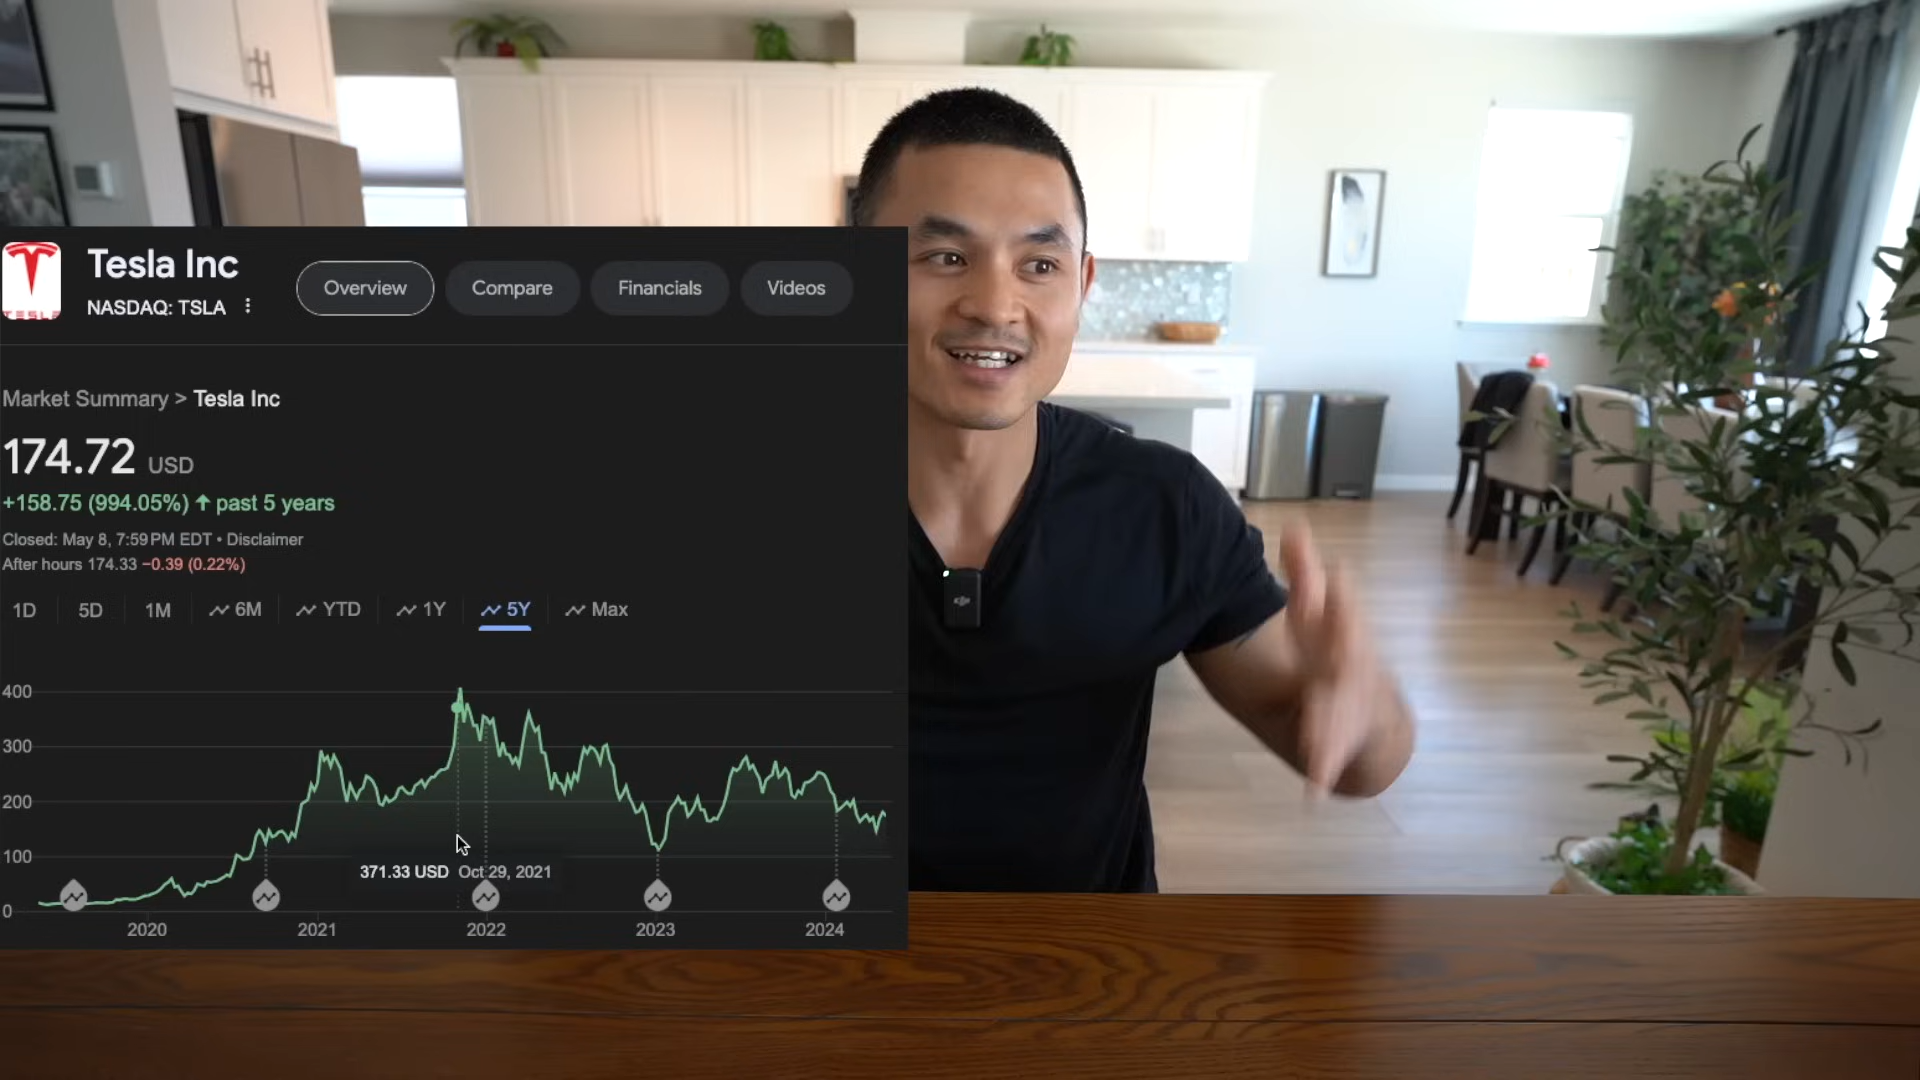 Tesla Inc
NASDAQ: TSLA
Overview
Compare
Financials
Videos
TESLA
Market Summary > Tesla Inc
174.72 USD
+158.75 (994.05%) ↑ past 5 years
Closed: May 8, 7:59 PM EDT • Disclaimer
After hours 174.33 −0.39 (0.22%)
1D 5D 1M 6M YTD 1Y 5Y Max
400
300
200
100
0
371.33 USD Oct 29, 2021
2020 2021 2022 2023 2024
dji